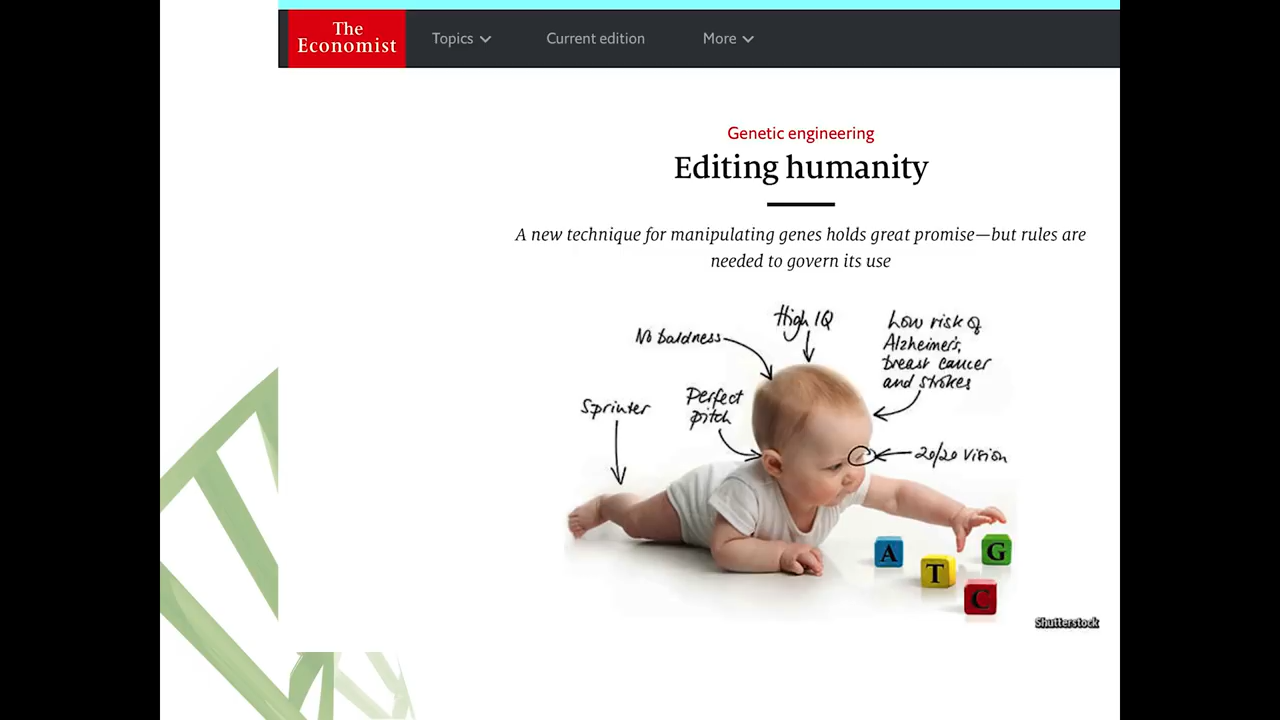 The
Economist
Topics
Current edition
More
Genetic engineering
Editing humanity
A new technique for manipulating genes holds great promise—but rules are
needed to govern its use
High IQ
No baldness
Low risk of
Alzheimer's,
breast cancer
and strokes
Perfect
pitch
Sprinter
20/20 vision
A
T
G
C
Shutterstock